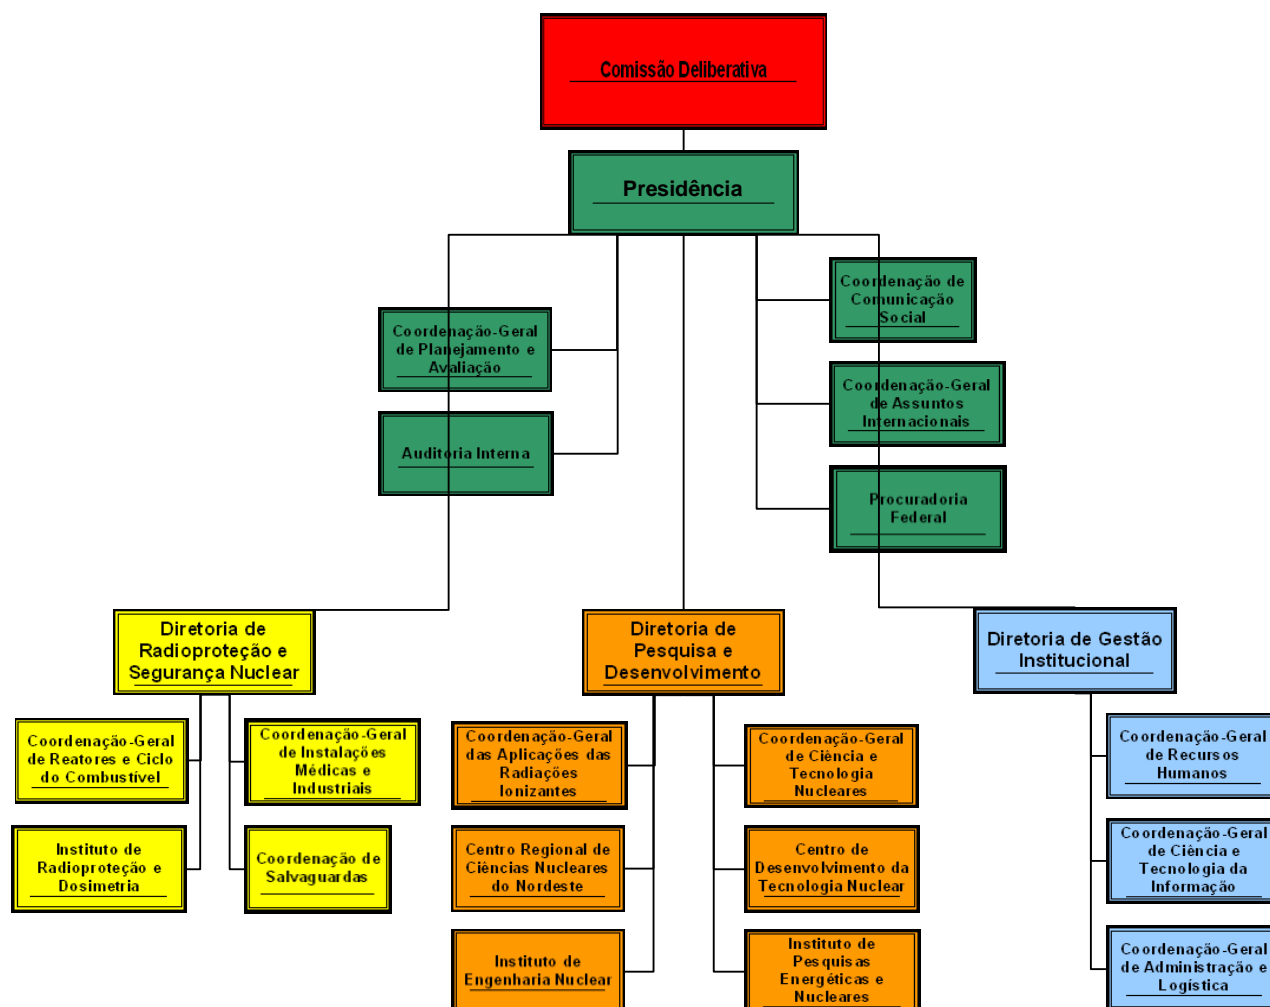 Comissão Deliberativa
Presidência
Coordenação de
Comunicação
Social
Coordenação-Geral
de Planejamento e
Avaliação
Coordenação-Geral
de Assuntos
Internacionais
Auditoria Interna
Procuradoria
Federal
Diretoria de
Radioproteção e
Segurança Nuclear
Diretoria de
Pesquisa e
Desenvolvimento
Diretoria de Gestão
Institucional
Coordenação-Geral
de Reatores e Ciclo
do Combustível
Coordenação-Geral
de Instalações
Médicas e
Industriais
Coordenação-Geral
das Aplicações das
Radiações
Ionizantes
Coordenação-Geral
de Ciência e
Tecnologia
Nucleares
Coordenação-Geral
de Recursos
Humanos
Instituto de
Radioproteção e
Dosimetria
Coordenação de
Salvaguardas
Centro Regional de
Ciências Nucleares
do Nordeste
Centro de
Desenvolvimento da
Tecnologia Nuclear
Coordenação-Geral
de Ciência e
Tecnologia da
Informação
Instituto de
Engenharia Nuclear
Instituto de
Pesquisas
Energéticas e
Nucleares
Coordenação-Geral
de Administração e
Logística